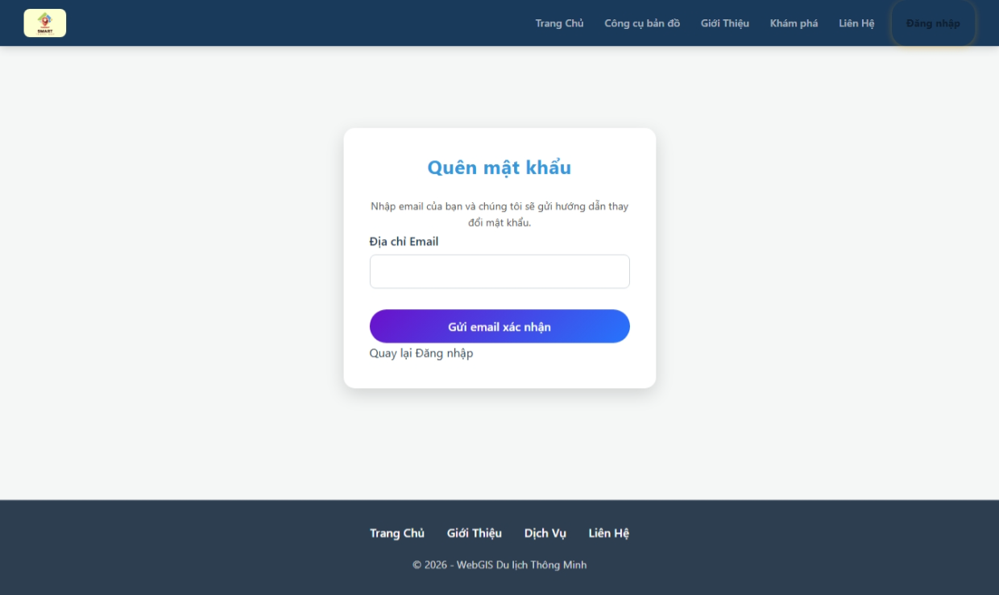 SMART
Trang Chủ
Công cụ bản đồ
Giới Thiệu
Khám phá
Liên Hệ
Đăng nhập
Quên mật khẩu
Nhập email của bạn và chúng tôi sẽ gửi hướng dẫn thay
đổi mật khẩu.
Địa chỉ Email
Gửi email xác nhận
Quay lại Đăng nhập
Trang Chủ
Giới Thiệu
Dịch Vụ
Liên Hệ
© 2026 - WebGIS Du lịch Thông Minh